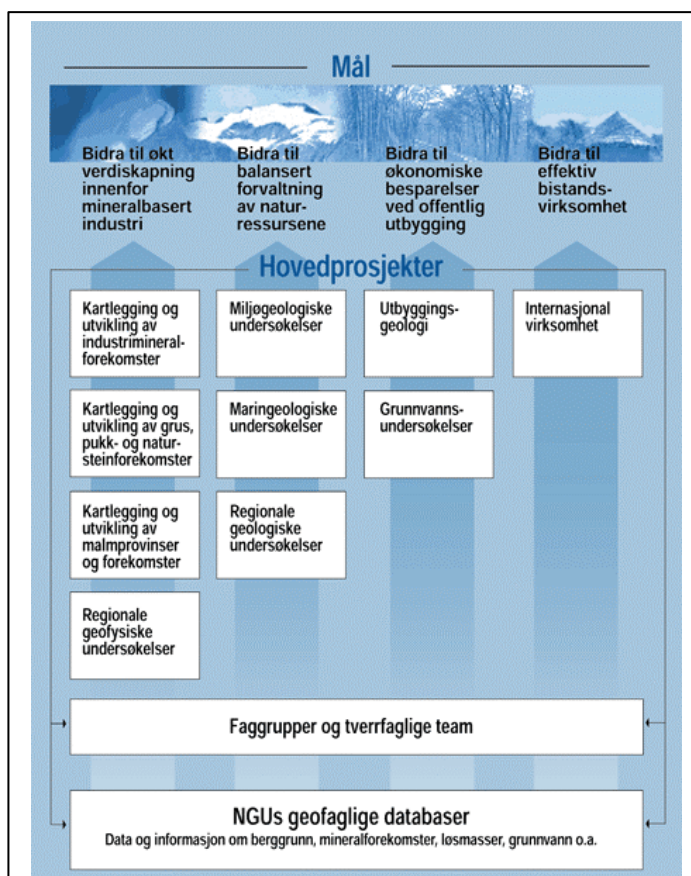 Mål
Bidra til økt
verdiskapning
innenfor
mineralbasert
industri
Bidra til
balansert
forvaltning
av natur-
ressursene
Bidra til
økonomiske
besparelser
ved offentlig
utbygging
Bidra til
effektiv
bistands-
virksomhet
Hovedprosjekter
Kartlegging og
utvikling av
industrimineral-
forekomster
Miljøgeologiske
undersøkelser
Utbyggings-
geologi
Internasjonal
virksomhet
Kartlegging og
utvikling av grus,
pukk- og natur-
steinforekomster
Maringeologiske
undersøkelser
Grunnvanns-
undersøkelser
Kartlegging og
utvikling av
malmprovinser
og forekomster
Regionale
geologiske
undersøkelser
Regionale
geofysiske
undersøkelser
Faggrupper og tverrfaglige team
NGUs geofaglige databaser
Data og informasjon om berggrunn, mineralforekomster, løsmasser, grunnvann o.a.